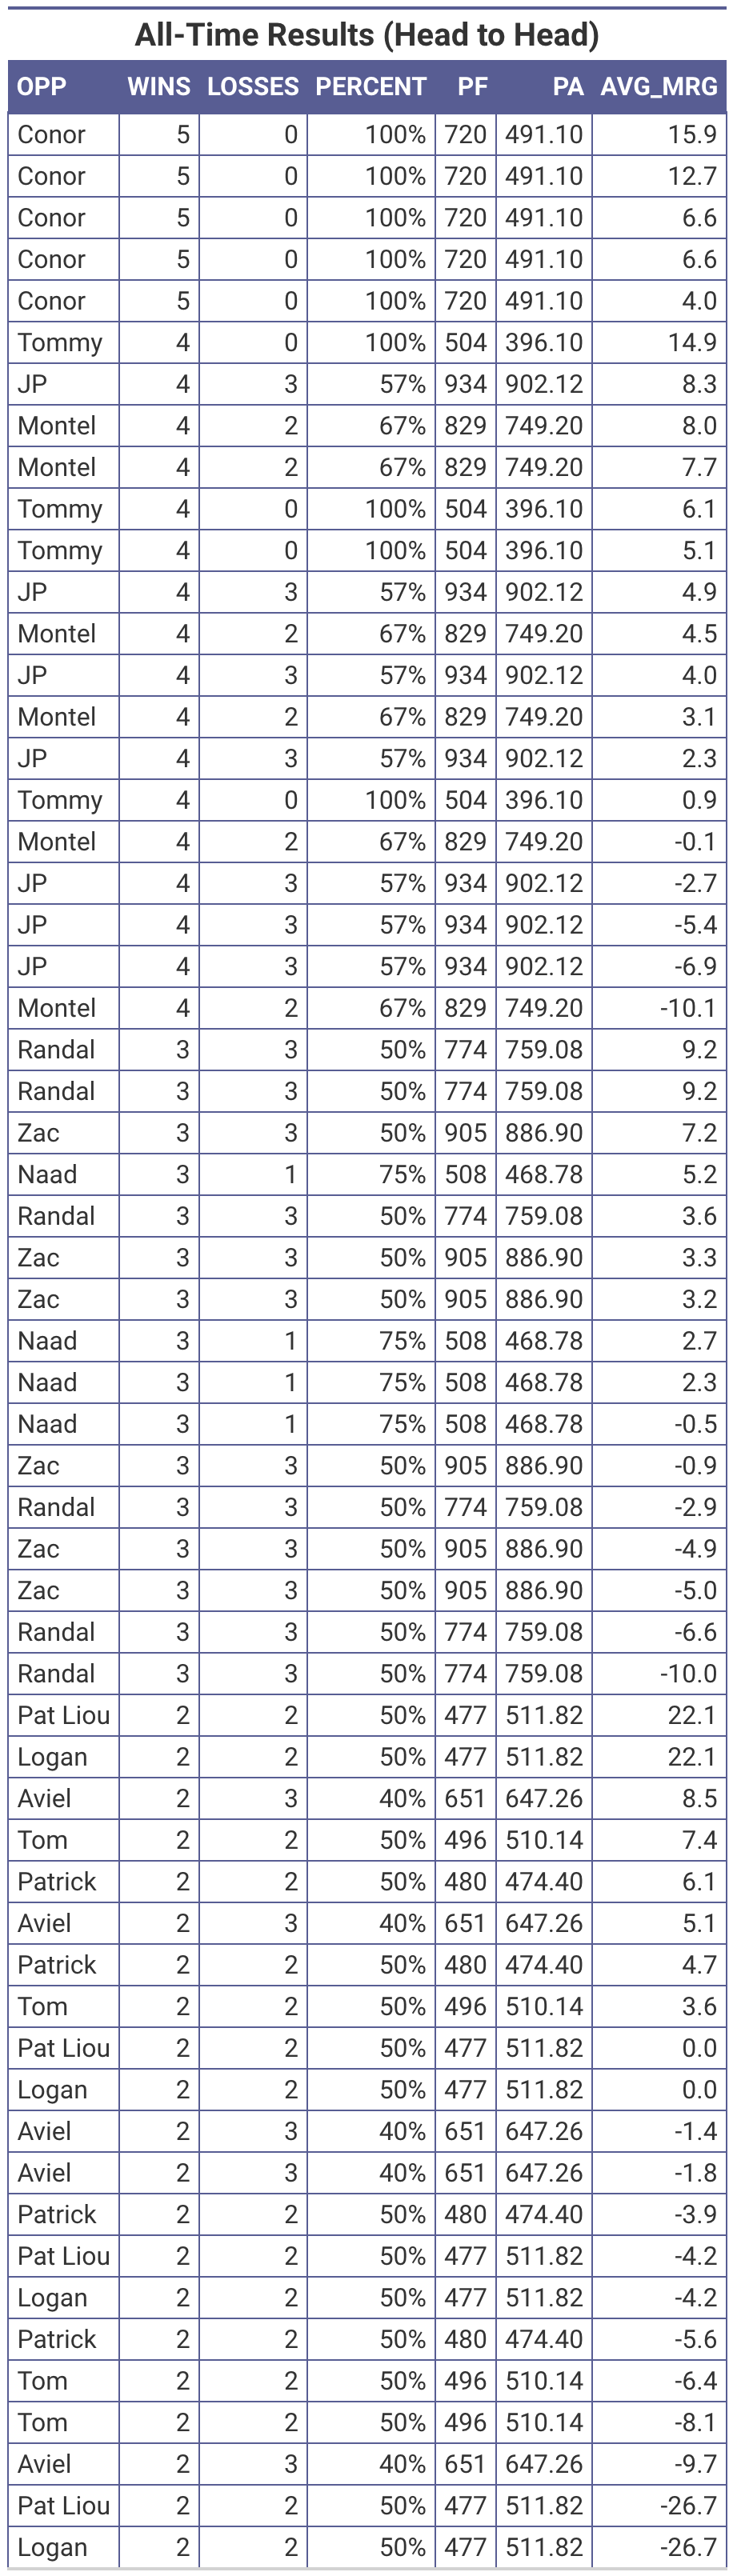 All-Time Results (Head to Head)
OPP WINS LOSSES PERCENT PF PA AVG_MRG
Conor 5 0 100% 720 491.10 15.9
Conor 5 0 100% 720 491.10 12.7
Conor 5 0 100% 720 491.10 6.6
Conor 5 0 100% 720 491.10 6.6
Conor 5 0 100% 720 491.10 4.0
Tommy 4 0 100% 504 396.10 14.9
JP 4 3 57% 934 902.12 8.3
Montel 4 2 67% 829 749.20 8.0
Montel 4 2 67% 829 749.20 7.7
Tommy 4 0 100% 504 396.10 6.1
Tommy 4 0 100% 504 396.10 5.1
JP 4 3 57% 934 902.12 4.9
Montel 4 2 67% 829 749.20 4.5
JP 4 3 57% 934 902.12 4.0
Montel 4 2 67% 829 749.20 3.1
JP 4 3 57% 934 902.12 2.3
Tommy 4 0 100% 504 396.10 0.9
Montel 4 2 67% 829 749.20 -0.1
JP 4 3 57% 934 902.12 -2.7
JP 4 3 57% 934 902.12 -5.4
JP 4 3 57% 934 902.12 -6.9
Montel 4 2 67% 829 749.20 -10.1
Randal 3 3 50% 774 759.08 9.2
Randal 3 3 50% 774 759.08 9.2
Zac 3 3 50% 905 886.90 7.2
Naad 3 1 75% 508 468.78 5.2
Randal 3 3 50% 774 759.08 3.6
Zac 3 3 50% 905 886.90 3.3
Zac 3 3 50% 905 886.90 3.2
Naad 3 1 75% 508 468.78 2.7
Naad 3 1 75% 508 468.78 2.3
Naad 3 1 75% 508 468.78 -0.5
Zac 3 3 50% 905 886.90 -0.9
Randal 3 3 50% 774 759.08 -2.9
Zac 3 3 50% 905 886.90 -4.9
Zac 3 3 50% 905 886.90 -5.0
Randal 3 3 50% 774 759.08 -6.6
Randal 3 3 50% 774 759.08 -10.0
Pat Liou 2 2 50% 477 511.82 22.1
Logan 2 2 50% 477 511.82 22.1
Aviel 2 3 40% 651 647.26 8.5
Tom 2 2 50% 496 510.14 7.4
Patrick 2 2 50% 480 474.40 6.1
Aviel 2 3 40% 651 647.26 5.1
Patrick 2 2 50% 480 474.40 4.7
Tom 2 2 50% 496 510.14 3.6
Pat Liou 2 2 50% 477 511.82 0.0
Logan 2 2 50% 477 511.82 0.0
Aviel 2 3 40% 651 647.26 -1.4
Aviel 2 3 40% 651 647.26 -1.8
Patrick 2 2 50% 480 474.40 -3.9
Pat Liou 2 2 50% 477 511.82 -4.2
Logan 2 2 50% 477 511.82 -4.2
Patrick 2 2 50% 480 474.40 -5.6
Tom 2 2 50% 496 510.14 -6.4
Tom 2 2 50% 496 510.14 -8.1
Aviel 2 3 40% 651 647.26 -9.7
Pat Liou 2 2 50% 477 511.82 -26.7
Logan 2 2 50% 477 511.82 -26.7